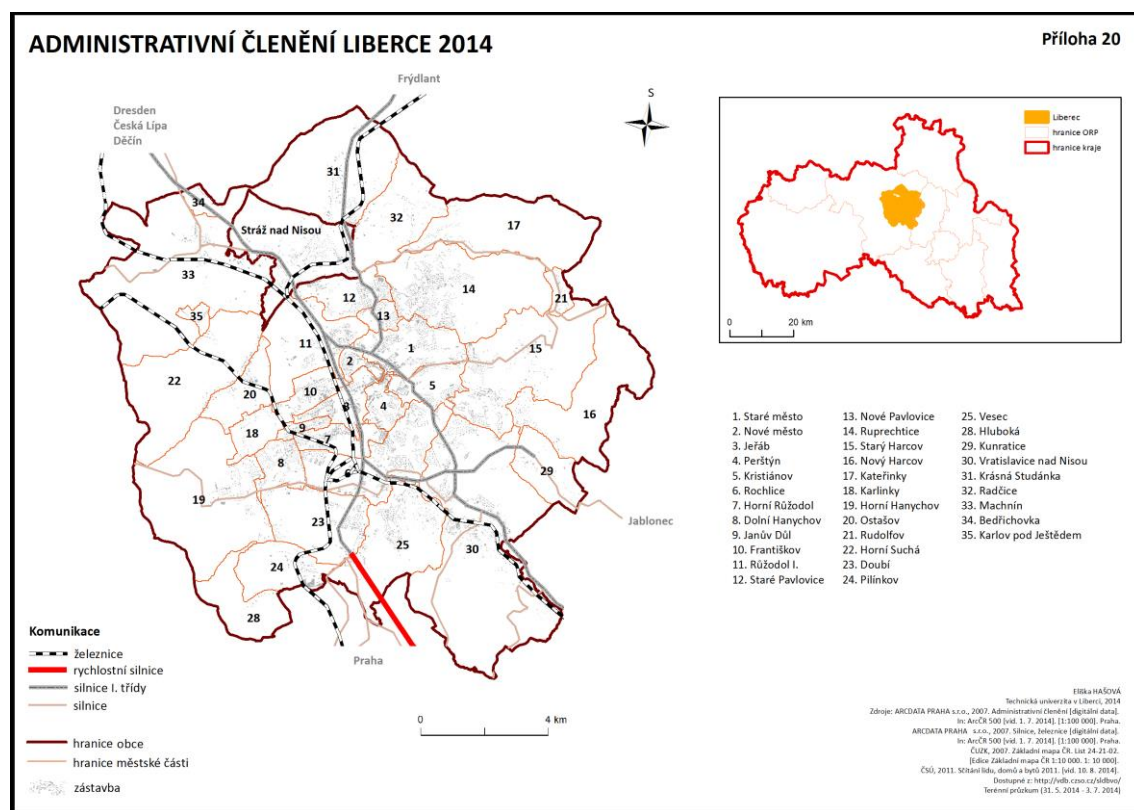 ADMINISTRATIVNÍ ČLENĚNÍ LIBERCE 2014
Příloha 20
Frýdlant
Dresden
Česká Lípa
Děčín
S
Liberec
hranice ORP
hranice kraje
0 20 km
31
34
32
Stráž nad Nisou
17
33
14
12
21
35
13
11
1
15
2
22
5
20
10
3
4
16
18
9
7
8
6
29
19
23
Jablonec
25
30
24
28
Praha
1. Staré město
2. Nové město
3. Jeřáb
4. Perštýn
5. Kristiánov
6. Rochlice
7. Horní Růžodol
8. Dolní Hanychov
9. Janův Důl
10. Františkov
11. Růžodol I.
12. Staré Pavlovice
13. Nové Pavlovice
14. Ruprechtice
15. Starý Harcov
16. Nový Harcov
17. Kateřinky
18. Karlinky
19. Horní Hanychov
20. Ostašov
21. Rudolfov
22. Horní Suchá
23. Doubí
24. Pilínkov
25. Vesec
28. Hluboká
29. Kunratice
30. Vratislavice nad Nisou
31. Krásná Studánka
32. Radčice
33. Machnín
34. Bedřichovka
35. Karlov pod Ještědem
Komunikace
železnice
rychlostní silnice
silnice I. třídy
silnice
hranice obce
hranice městské části
zástavba
0 4 km
Eliška HAŠOVÁ
Technická univerzita v Liberci, 2014
Zdroje: ARCDATA PRAHA s.r.o., 2007. Administrativní členění [digitální data].
In: ArcČR 500 [vid. 1. 7. 2014]. [1:100 000]. Praha.
ARCDATA PRAHA s.r.o., 2007. Silnice, železnice [digitální data].
In: ArcČR 500 [vid. 1. 7. 2014]. [1:100 000]. Praha.
ČUZK, 2007. Základní mapa ČR. List 24-21-02.
[Edice Základní mapa ČR 1:10 000. 1: 10 000].
ČSÚ, 2011. Sčítání lidu, domů a bytů 2011. [vid. 10. 8. 2014].
Dostupné z: http://vdb.czso.cz/sldbvo/
Terénní průzkum (31. 5. 2014 - 3. 7. 2014)